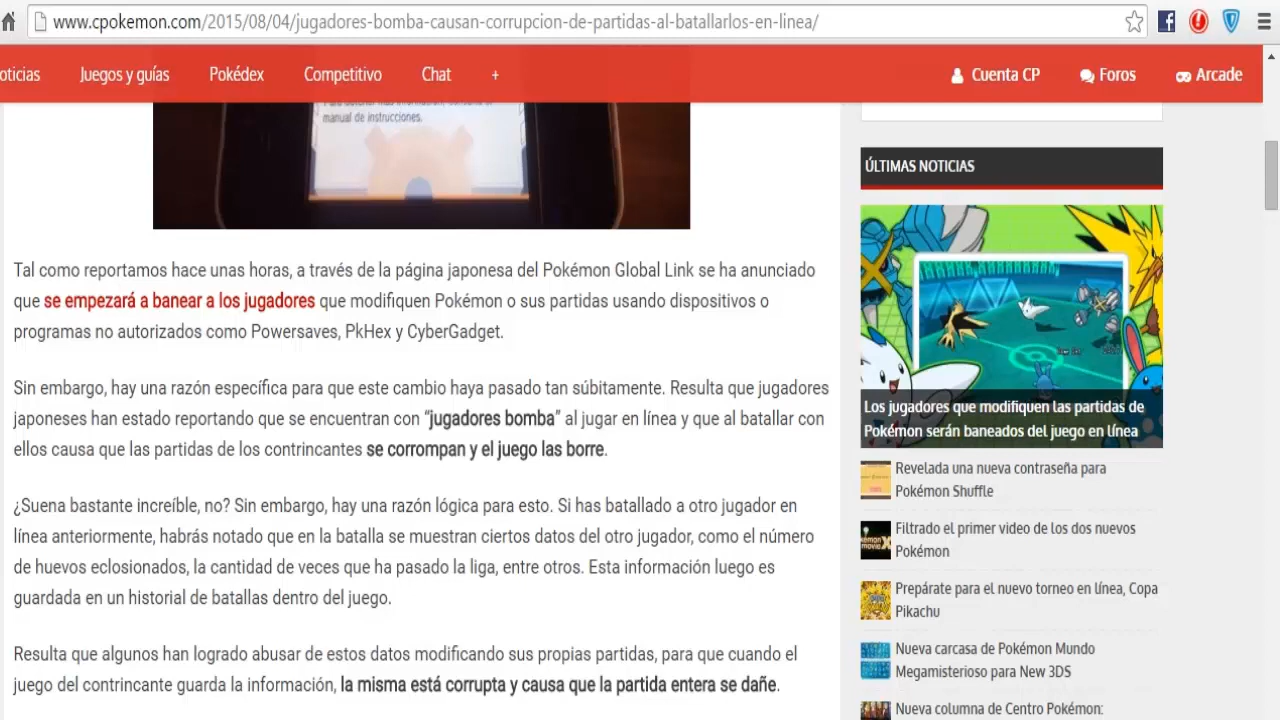 www.cpokemon.com/2015/08/04/jugadores-bomba-causan-corrupcion-de-partidas-al-batallarlos-en-linea/
oticias Juegos y guías Pokédex Competitivo Chat + Cuenta CP Foros Arcade
manual de instrucciones.
Tal como reportamos hace unas horas, a través de la página japonesa del Pokémon Global Link se ha anunciado
que se empezará a banear a los jugadores que modifiquen Pokémon o sus partidas usando dispositivos o
programas no autorizados como Powersaves, PkHex y CyberGadget.
Sin embargo, hay una razón específica para que este cambio haya pasado tan súbitamente. Resulta que jugadores
japoneses han estado reportando que se encuentran con “jugadores bomba” al jugar en línea y que al batallar con
ellos causa que las partidas de los contrincantes se corrompan y el juego las borre.
¿Suena bastante increíble, no? Sin embargo, hay una razón lógica para esto. Si has batallado a otro jugador en
línea anteriormente, habrás notado que en la batalla se muestran ciertos datos del otro jugador, como el número
de huevos eclosionados, la cantidad de veces que ha pasado la liga, entre otros. Esta información luego es
guardada en un historial de batallas dentro del juego.
Resulta que algunos han logrado abusar de estos datos modificando sus propias partidas, para que cuando el
juego del contrincante guarda la información, la misma está corrupta y causa que la partida entera se dañe.
ÚLTIMAS NOTICIAS
Los jugadores que modifiquen las partidas de
Pokémon serán baneados del juego en línea
Revelada una nueva contraseña para
Pokémon Shuffle
Filtrado el primer video de los dos nuevos
Pokémon
Prepárate para el nuevo torneo en línea, Copa
Pikachu
Nueva carcasa de Pokémon Mundo
Megamisterioso para New 3DS
Nueva columna de Centro Pokémon: